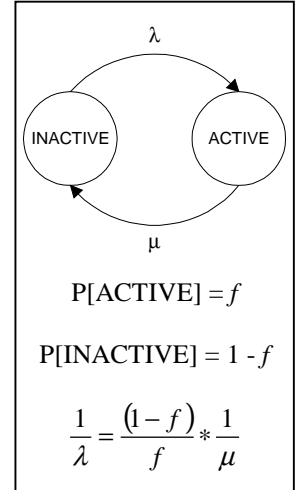 λ
INACTIVE ACTIVE
μ
P[ACTIVE] = f
P[INACTIVE] = 1 - f
1/λ = (1 - f)/f * 1/μ